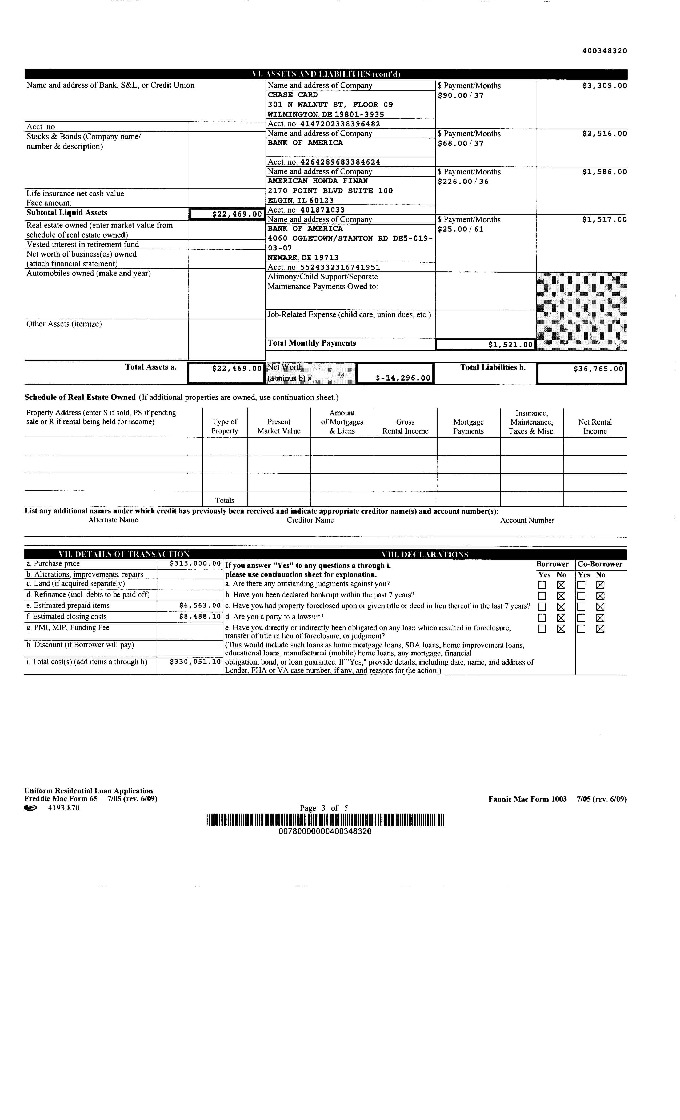 400348320
VI. ASSETS AND LIABILITIES (cont'd)
Name and address of Bank, S&L, or Credit Union
Acct. no.
Stocks & Bonds (Company name/
number & description)
Life insurance net cash value
Face amount:
Subtotal Liquid Assets $22,469.00
Real estate owned (enter market value from
schedule of real estate owned)
Vested interest in retirement fund
Net worth of business(es) owned
(attach financial statement)
Automobiles owned (make and year)
Other Assets (itemize)
Total Assets a. $22,469.00
Name and address of Company $ Payment/Months $3,309.00
CHASE CARD $90.00/37
301 N WALNUT ST, FLOOR 09
WILMINGTON, DE 19801-3935
Acct. no. 4147202338396482
Name and address of Company $ Payment/Months $2,516.00
BANK OF AMERICA $68.00/37
Acct. no. 4264289683384624
Name and address of Company $ Payment/Months $1,586.00
AMERICAN HONDA FINAN $226.00/36
2170 POINT BLVD SUITE 100
ELGIN, IL 60123
Acct. no. 401871033
Name and address of Company $ Payment/Months $1,517.00
BANK OF AMERICA $25.00/61
4060 OGLETOWN/STANTON RD DE5-019-
03-07
NEWARK, DE 19713
Acct. no. 5524332316741951
Alimony/Child Support/Separate
Maintenance Payments Owed to:
Job-Related Expense (child care, union dues, etc.)
Total Monthly Payments $1,521.00
Net Worth
(a minus b) $-14,296.00
Total Liabilities b. $36,765.00
Schedule of Real Estate Owned (If additional properties are owned, use continuation sheet.)
Property Address (enter S if sold, PS if pending
sale or R if rental being held for income)
Type of
Property
Present
Market Value
Amount
of Mortgages
& Liens
Gross
Rental Income
Mortgage
Payments
Insurance,
Maintenance,
Taxes & Misc.
Net Rental
Income
Totals
List any additional names under which credit has previously been received and indicate appropriate creditor name(s) and account number(s):
Alternate Name Creditor Name Account Number
VII. DETAILS OF TRANSACTION
a. Purchase price
b. Alterations, improvements, repairs
c. Land (if acquired separately)
d. Refinance (incl. debts to be paid off)
e. Estimated prepaid items
f. Estimated closing costs
g. PMI, MIP, Funding Fee
h. Discount (if Borrower will pay)
i. Total cost(s) (add items a through h)
VIII. DECLARATIONS
If you answer "Yes" to any questions a through i,
please use continuation sheet for explanation.
Borrower Co-Borrower
Yes No Yes No
a. Are there any outstanding judgments against you?
b. Have you been declared bankrupt within the past 7 years?
c. Have you had property foreclosed upon or given title or deed in lieu thereof in the last 7 years?
d. Are you a party to a lawsuit?
e. Have you directly or indirectly been obligated on any loan which resulted in foreclosure,
transfer of title in lieu of foreclosure, or judgment?
(This would include such loans as home mortgage loans, SBA loans, home improvement loans,
educational loans, manufactured (mobile) home loans, any mortgage, financial
obligation, bond, or loan guarantee. If "Yes," provide details, including date, name, and address of
Lender, FHA or VA case number, if any, and reasons for the action.)
Uniform Residential Loan Application
Freddie Mac Form 65 7/05 (rev. 6/09)
Page 3 of 5
Fannie Mae Form 1003 7/05 (rev. 6/09)